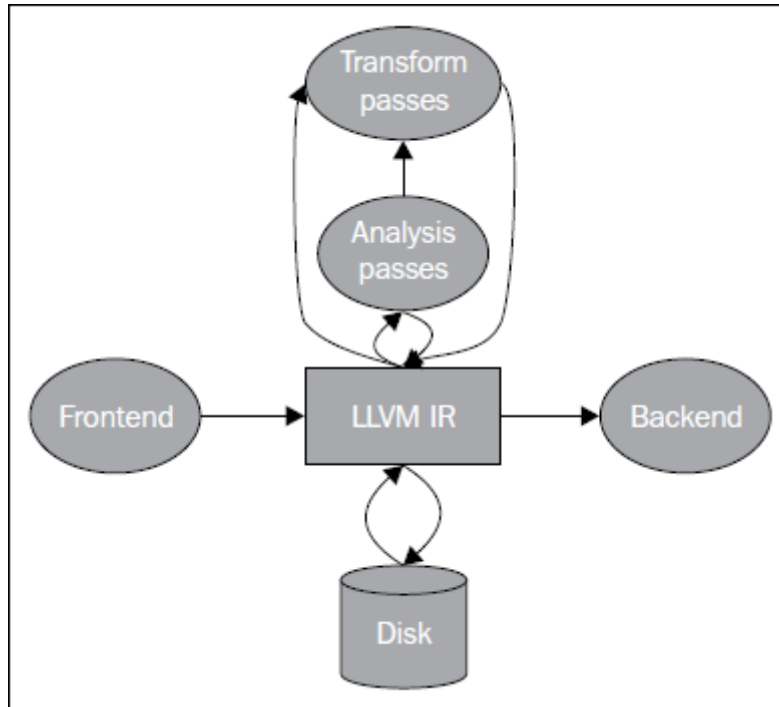 Transform
passes
Analysis
passes
Frontend
LLVM IR
Backend
Disk